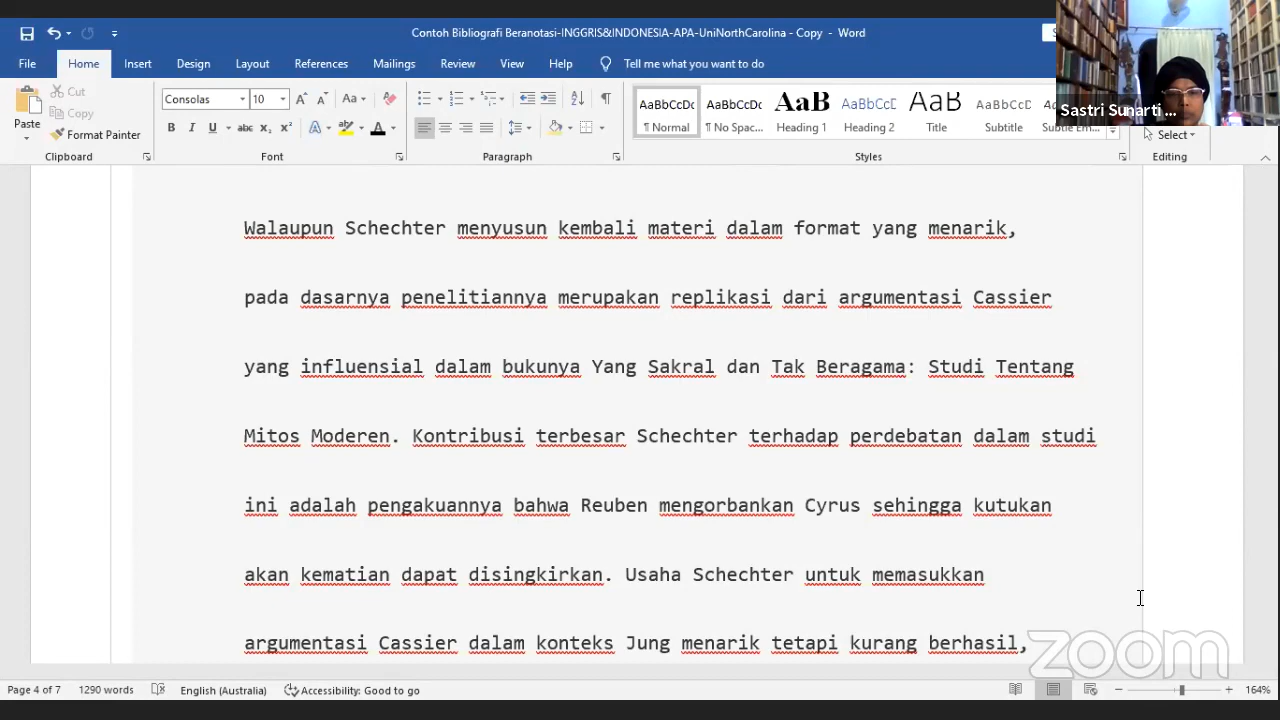 Contoh Bibliografi Beranotasi-INGGRIS&INDONESIA-APA-UniNorthCarolina - Copy - Word
File Home Insert Design Layout References Mailings Review View Help Tell me what you want to do
Sastri Sunarti ...
Paste
Cut
Copy
Format Painter
Consolas 10
AaBbCcDc AaBbCcDc AaBbC AaBbCcD AaB AaBbCcD
¶ Normal ¶ No Spac... Heading 1 Heading 2 Title Subtitle Subtle Em...
Select
Clipboard Font Paragraph Styles Editing
Walaupun Schechter menyusun kembali materi dalam format yang menarik,
pada dasarnya penelitiannya merupakan replikasi dari argumentasi Cassier
yang influensial dalam bukunya Yang Sakral dan Tak Beragama: Studi Tentang
Mitos Moderen. Kontribusi terbesar Schechter terhadap perdebatan dalam studi
ini adalah pengakuannya bahwa Reuben mengorbankan Cyrus sehingga kutukan
akan kematian dapat disingkirkan. Usaha Schechter untuk memasukkan
argumentasi Cassier dalam konteks Jung menarik tetapi kurang berhasil,
zoom
Page 4 of 7 1290 words English (Australia) Accessibility: Good to go 164%